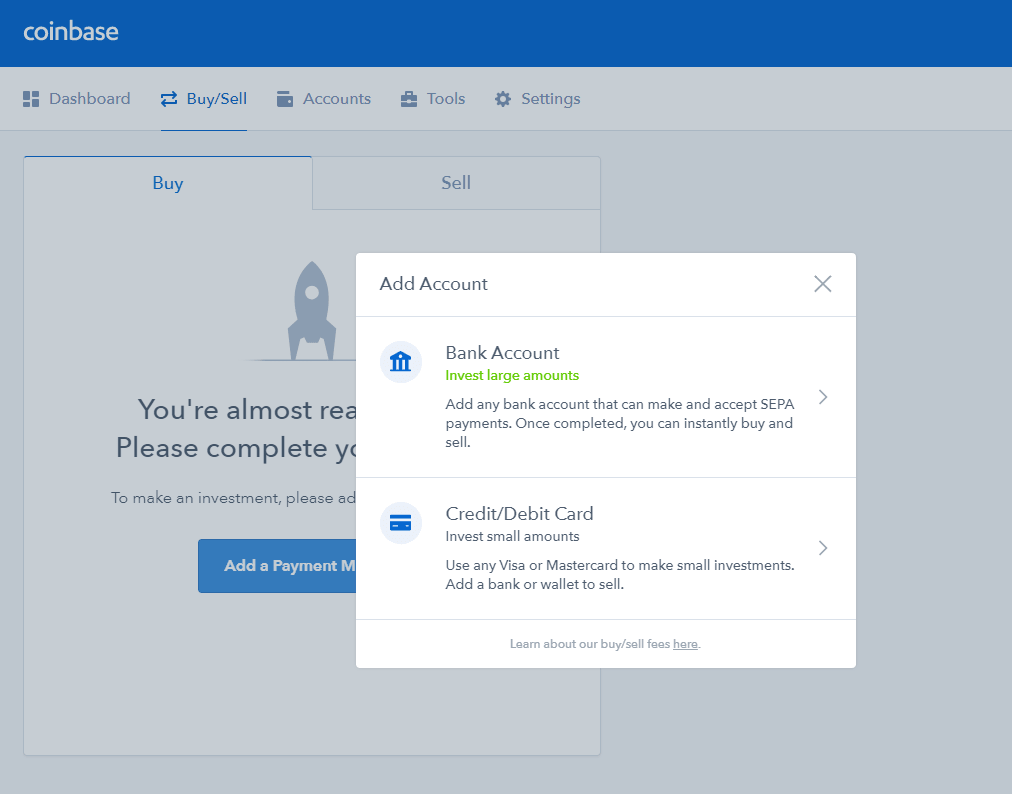 coinbase
Dashboard
Buy/Sell
Accounts
Tools
Settings
Buy
Sell
Add Account
Bank Account
Invest large amounts
Add any bank account that can make and accept SEPA
payments. Once completed, you can instantly buy and
sell.
You're almost
Please complete
To make an investment, please
Add a Payment
Credit/Debit Card
Invest small amounts
Use any Visa or Mastercard to make small investments.
Add a bank or wallet to sell.
Learn about our buy/sell fees here.